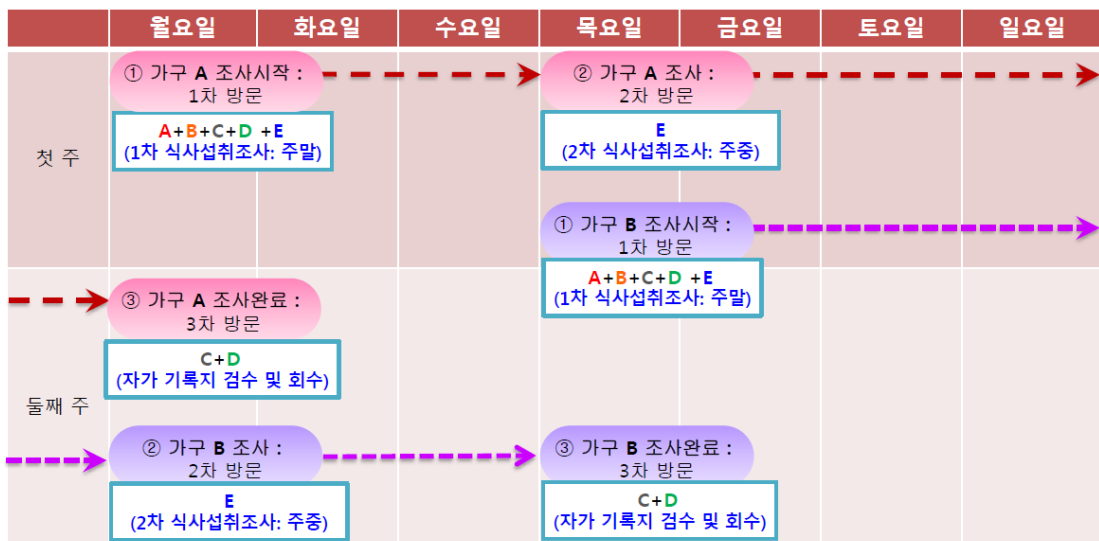 월요일 화요일 수요일 목요일 금요일 토요일 일요일
첫 주
① 가구 A 조사시작 :
1차 방문
A+B+C+D +E
(1차 식사섭취조사: 주말)
② 가구 A 조사 :
2차 방문
E
(2차 식사섭취조사: 주중)
① 가구 B 조사시작 :
1차 방문
A+B+C+D +E
(1차 식사섭취조사: 주말)
둘째 주
③ 가구 A 조사완료 :
3차 방문
C+D
(자가 기록지 검수 및 회수)
② 가구 B 조사 :
2차 방문
E
(2차 식사섭취조사: 주중)
③ 가구 B 조사완료 :
3차 방문
C+D
(자가 기록지 검수 및 회수)